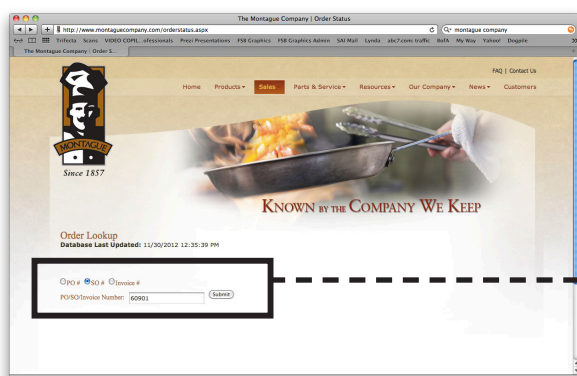 The Montague Company | Order Status
http://www.montaguecompany.com/orderstatus.aspx
montague company
Trifecta Scans VIDEO COPIL...ofessionals Prezi Presentations FSB Graphics FSB Graphics Admin SAI Mail Lynda abc7.com traffic BofA My Way Yahoo! Dogpile
The Montague Company | Order S...
FAQ | Contact Us
Home Products Sales Parts & Service Resources Our Company News Customers
MONTAGUE
Since 1857
KNOWN BY THE COMPANY WE KEEP
Order Lookup
Database Last Updated: 11/30/2012 12:35:39 PM
PO # SO # Invoice #
PO/SO/Invoice Number: 60901 Submit